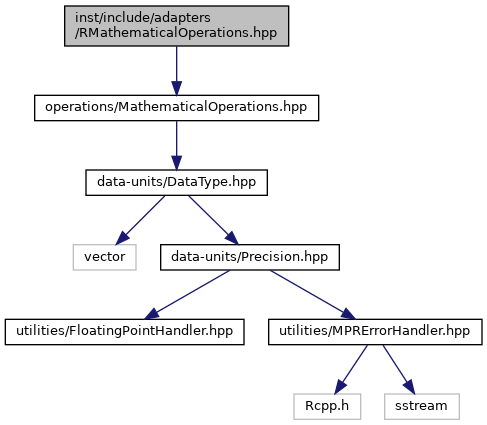 inst/include/adapters
/RMathematicalOperations.hpp
operations/MathematicalOperations.hpp
data-units/DataType.hpp
vector
data-units/Precision.hpp
utilities/FloatingPointHandler.hpp
utilities/MPRErrorHandler.hpp
Rcpp.h
sstream